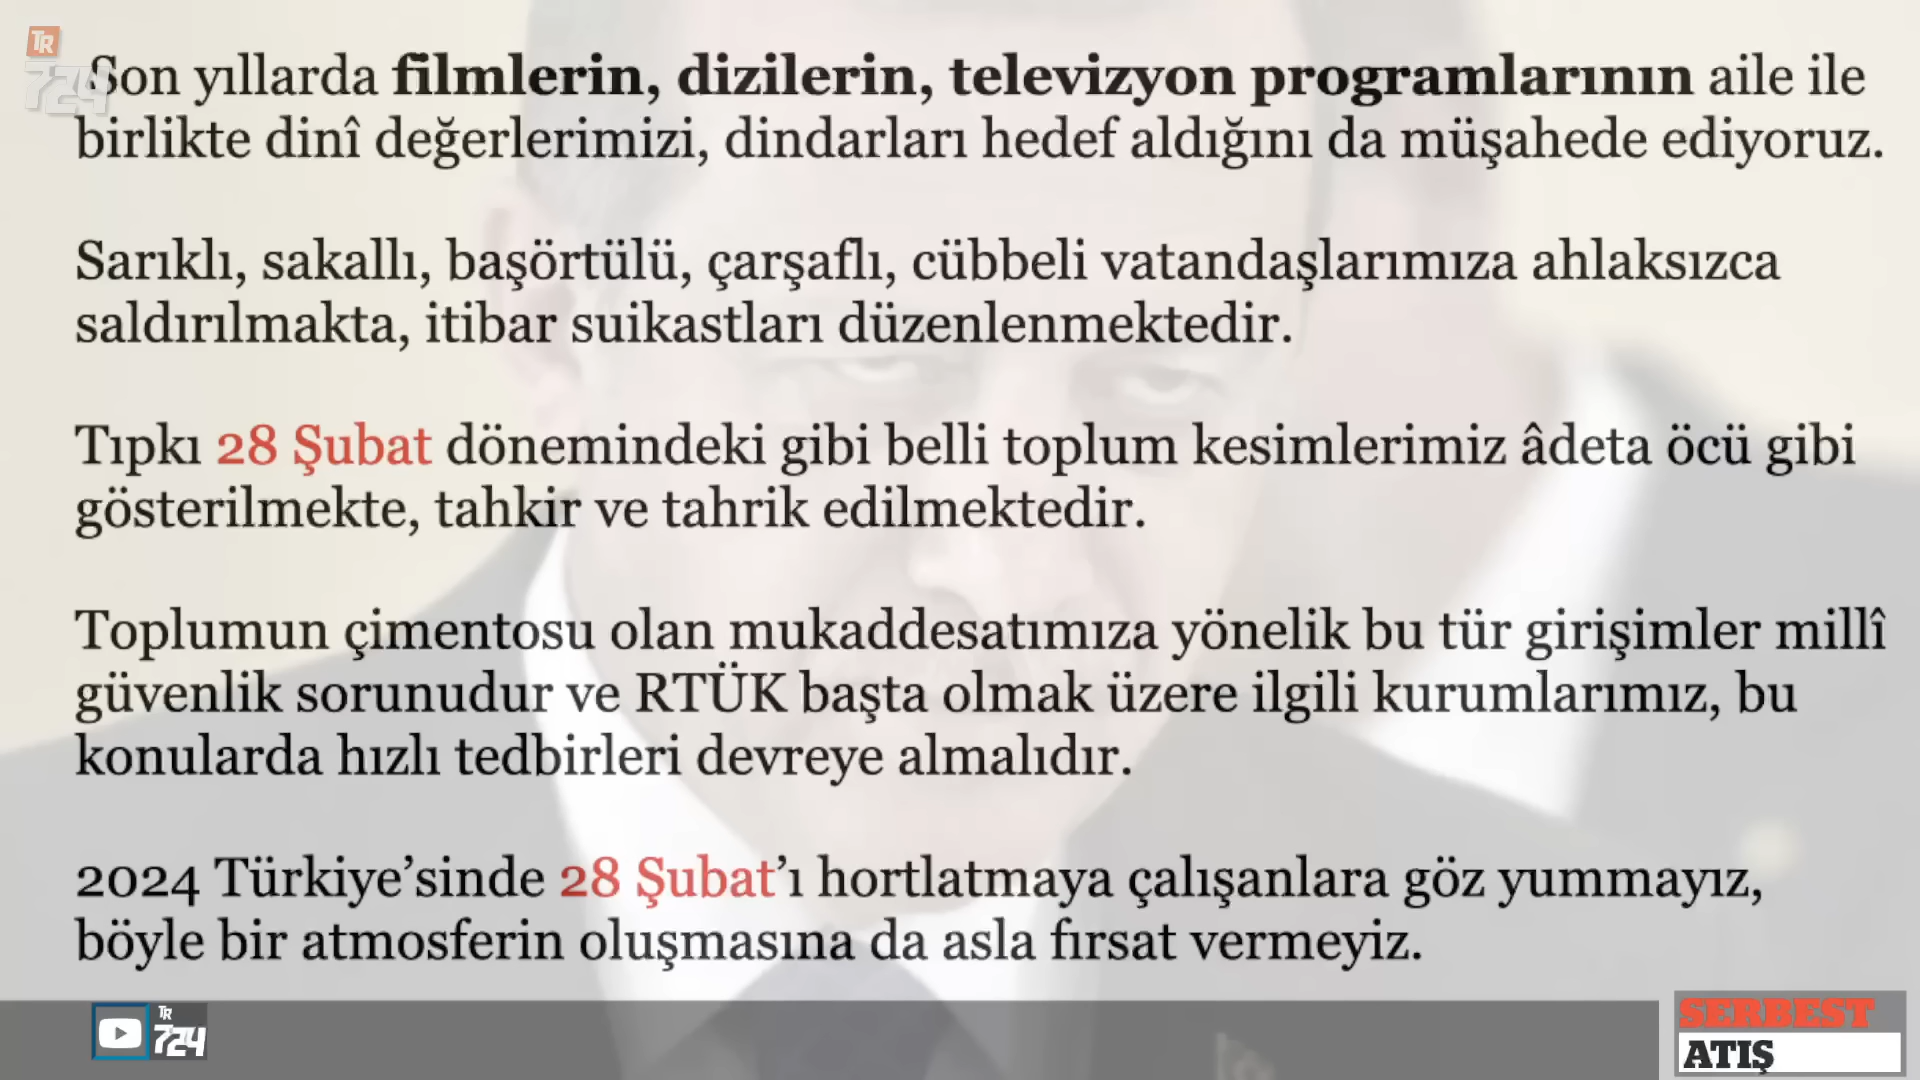 TR
724
Son yıllarda filmlerin, dizilerin, televizyon programlarının aile ile
birlikte dinî değerlerimizi, dindarları hedef aldığını da müşahede ediyoruz.
Sarıklı, sakallı, başörtülü, çarşaflı, cübbeli vatandaşlarımıza ahlaksızca
saldırılmakta, itibar suikastları düzenlenmektedir.
Tıpkı 28 Şubat dönemindeki gibi belli toplum kesimlerimiz âdeta öcü gibi
gösterilmekte, tahkir ve tahrik edilmektedir.
Toplumun çimentosu olan mukaddesatımıza yönelik bu tür girişimler millî
güvenlik sorunudur ve RTÜK başta olmak üzere ilgili kurumlarımız, bu
konularda hızlı tedbirleri devreye almalıdır.
2024 Türkiye’sinde 28 Şubat’ı hortlatmaya çalışanlara göz yummayız,
böyle bir atmosferin oluşmasına da asla fırsat vermeyiz.
TR
724
SERBEST
ATIŞ